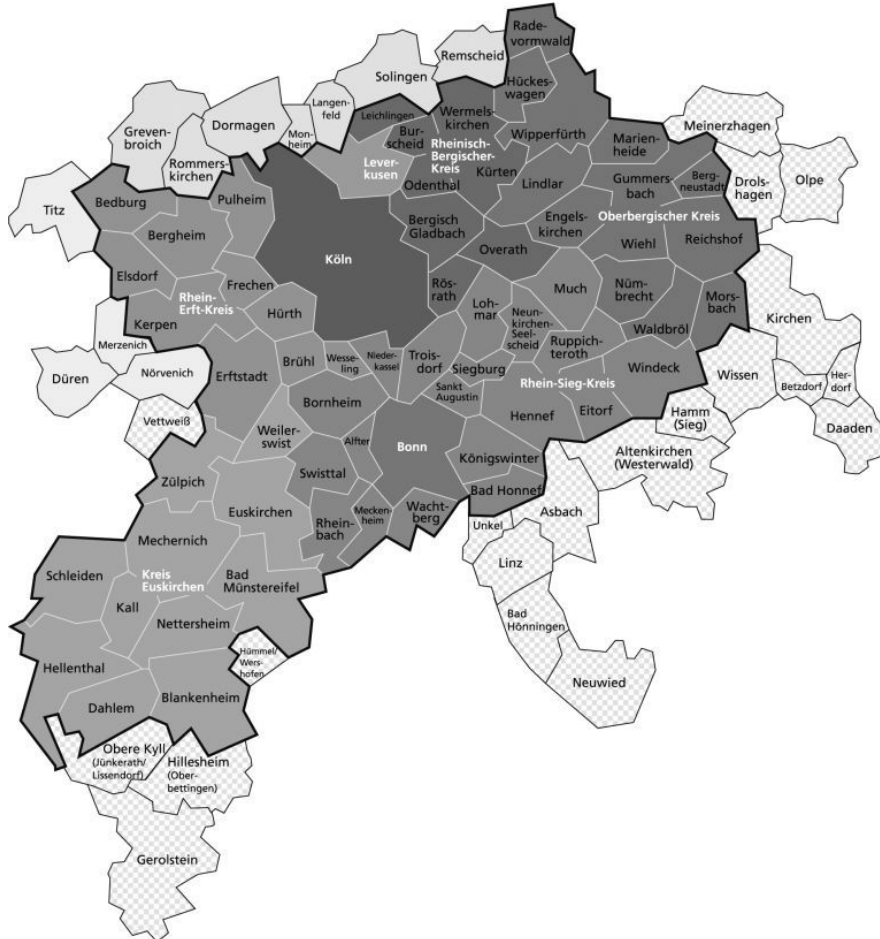 Rade-
vormwald
Remscheid
Solingen
Hückes-
wagen
Langen-
feld
Leichlingen
Wermels-
kirchen
Meinerzhagen
Dormagen
Mon-
heim
Bur-
scheid
Wipperfürth
Marien-
heide
Greven-
broich
Rommers-
kirchen
Lever-
kusen
Rheinisch-
Bergischer-
Kreis
Kürten
Odenthal
Lindlar
Gummers-
bach
Berg-
neustadt
Drols-
hagen
Olpe
Titz
Bedburg
Pulheim
Bergheim
Bergisch
Gladbach
Engels-
kirchen
Oberbergischer Kreis
Wiehl
Reichshof
Köln
Overath
Elsdorf
Frechen
Rös-
rath
Much
Nüm-
brecht
Mors-
bach
Rhein-
Erft-Kreis
Hürth
Loh-
mar
Neun-
kirchen-
Seel-
scheid
Kerpen
Waldbröl
Kirchen
Merzenich
Ruppich-
teroth
Brühl
Wesse-
ling
Nieder-
kassel
Trois-
dorf
Siegburg
Windeck
Wissen
Betzdorf
Her-
dorf
Düren
Nörvenich
Erftstadt
Rhein-Sieg-Kreis
Sankt
Augustin
Bornheim
Hennef
Eitorf
Hamm
(Sieg)
Daaden
Vettweiß
Weiler-
swist
Alfter
Bonn
Altenkirchen
(Westerwald)
Königswinter
Zülpich
Swisttal
Bad Honnef
Euskirchen
Rhein-
bach
Mecken-
heim
Wacht-
berg
Asbach
Unkel
Mechernich
Linz
Schleiden
Kreis
Euskirchen
Bad
Münstereifel
Kall
Bad
Hönningen
Nettersheim
Hümmel/
Wers-
hofen
Hellenthal
Neuwied
Blankenheim
Dahlem
Obere Kyll
(Jünkerath/
Lissendorf)
Hillesheim
(Ober-
bettingen)
Gerolstein